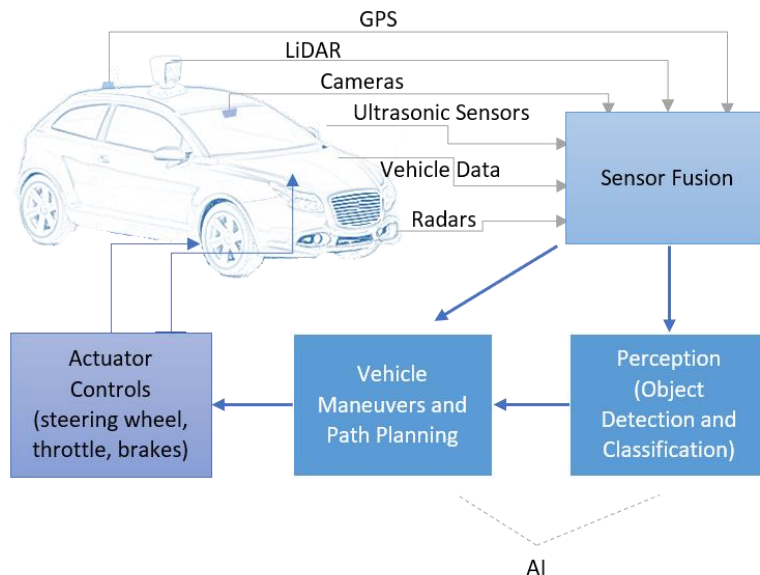 GPS
LiDAR
Cameras
Ultrasonic Sensors
Vehicle Data
Radars
Sensor Fusion
Actuator
Controls
(steering wheel,
throttle, brakes)
Vehicle
Maneuvers and
Path Planning
Perception
(Object
Detection and
Classification)
AI